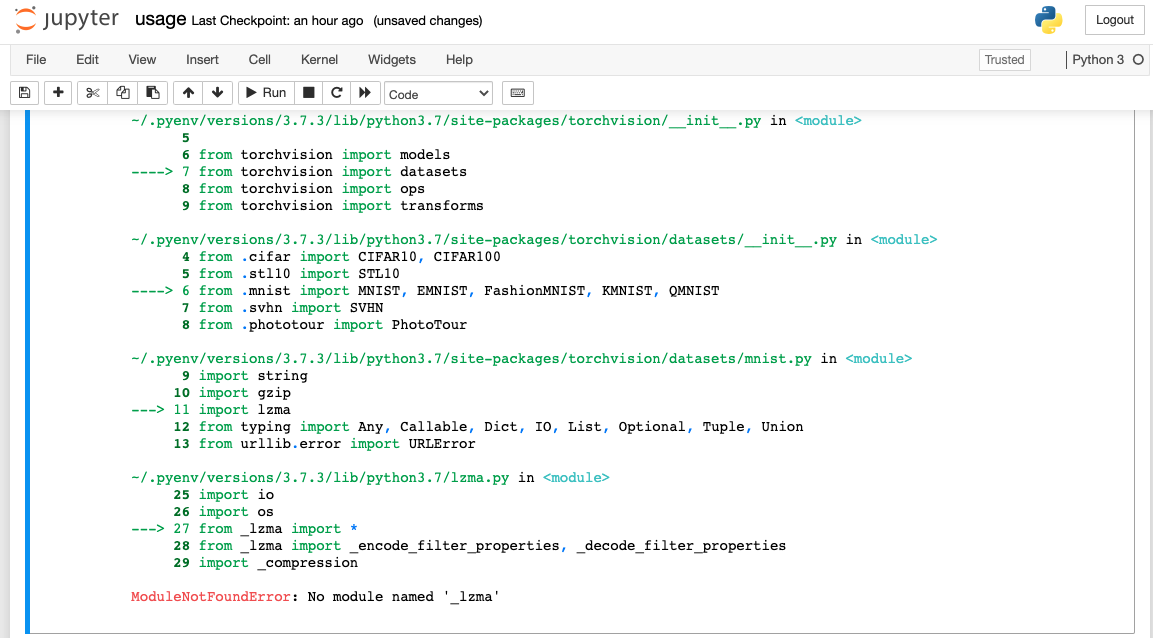 jupyter usage Last Checkpoint: an hour ago (unsaved changes) Logout
File Edit View Insert Cell Kernel Widgets Help Trusted Python 3
Run Code
~/.pyenv/versions/3.7.3/lib/python3.7/site-packages/torchvision/__init__.py in <module>
5
6 from torchvision import models
----> 7 from torchvision import datasets
8 from torchvision import ops
9 from torchvision import transforms
~/.pyenv/versions/3.7.3/lib/python3.7/site-packages/torchvision/datasets/__init__.py in <module>
4 from .cifar import CIFAR10, CIFAR100
5 from .stl10 import STL10
----> 6 from .mnist import MNIST, EMNIST, FashionMNIST, KMNIST, QMNIST
7 from .svhn import SVHN
8 from .phototour import PhotoTour
~/.pyenv/versions/3.7.3/lib/python3.7/site-packages/torchvision/datasets/mnist.py in <module>
9 import string
10 import gzip
---> 11 import lzma
12 from typing import Any, Callable, Dict, IO, List, Optional, Tuple, Union
13 from urllib.error import URLError
~/.pyenv/versions/3.7.3/lib/python3.7/lzma.py in <module>
25 import io
26 import os
---> 27 from _lzma import *
28 from _lzma import _encode_filter_properties, _decode_filter_properties
29 import _compression
ModuleNotFoundError: No module named '_lzma'